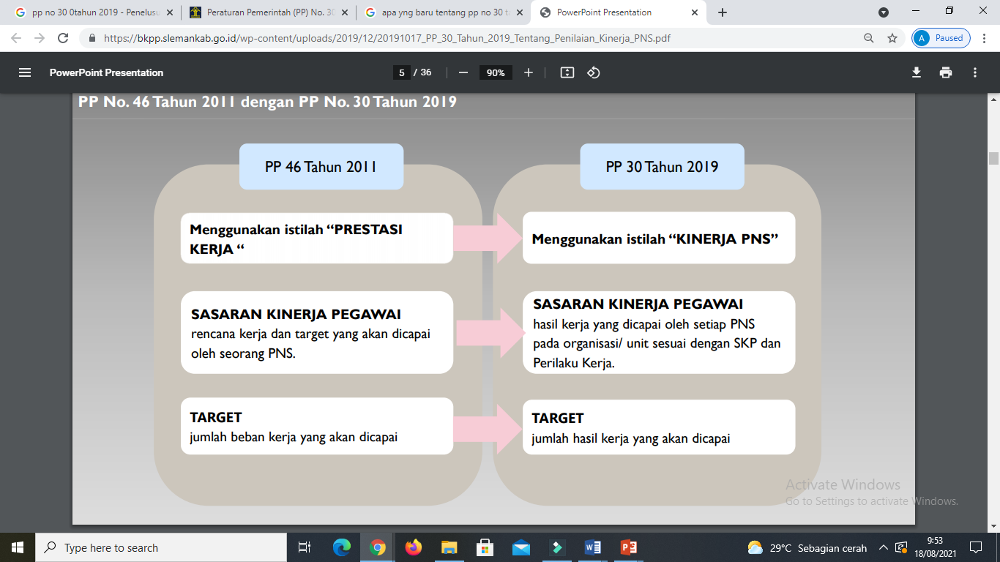 pp no 30 0tahun 2019 - Penelusu
Peraturan Pemerintah (PP) No. 30
apa yng baru tentang pp no 30 t
PowerPoint Presentation
https://bkpp.slemankab.go.id/wp-content/uploads/2019/12/20191017_PP_30_Tahun_2019_Tentang_Penilaian_Kinerja_PNS.pdf
A Paused
PowerPoint Presentation
5 / 36
90%
PP No. 46 Tahun 2011 dengan PP No. 30 Tahun 2019
PP 46 Tahun 2011
Menggunakan istilah “PRESTASI
KERJA “
SASARAN KINERJA PEGAWAI
rencana kerja dan target yang akan dicapai
oleh seorang PNS.
TARGET
jumlah beban kerja yang akan dicapai
PP 30 Tahun 2019
Menggunakan istilah “KINERJA PNS”
SASARAN KINERJA PEGAWAI
hasil kerja yang dicapai oleh setiap PNS
pada organisasi/ unit sesuai dengan SKP dan
Perilaku Kerja.
TARGET
jumlah hasil kerja yang akan dicapai
Activate Windows
Go to Settings to activate Windows.
Type here to search
29°C Sebagian cerah
9:53
18/08/2021